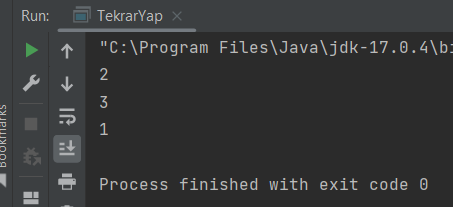 Run: TekrarYap
"C:\Program Files\Java\jdk-17.0.4\bi
2
3
1
Process finished with exit code 0
Bookmarks